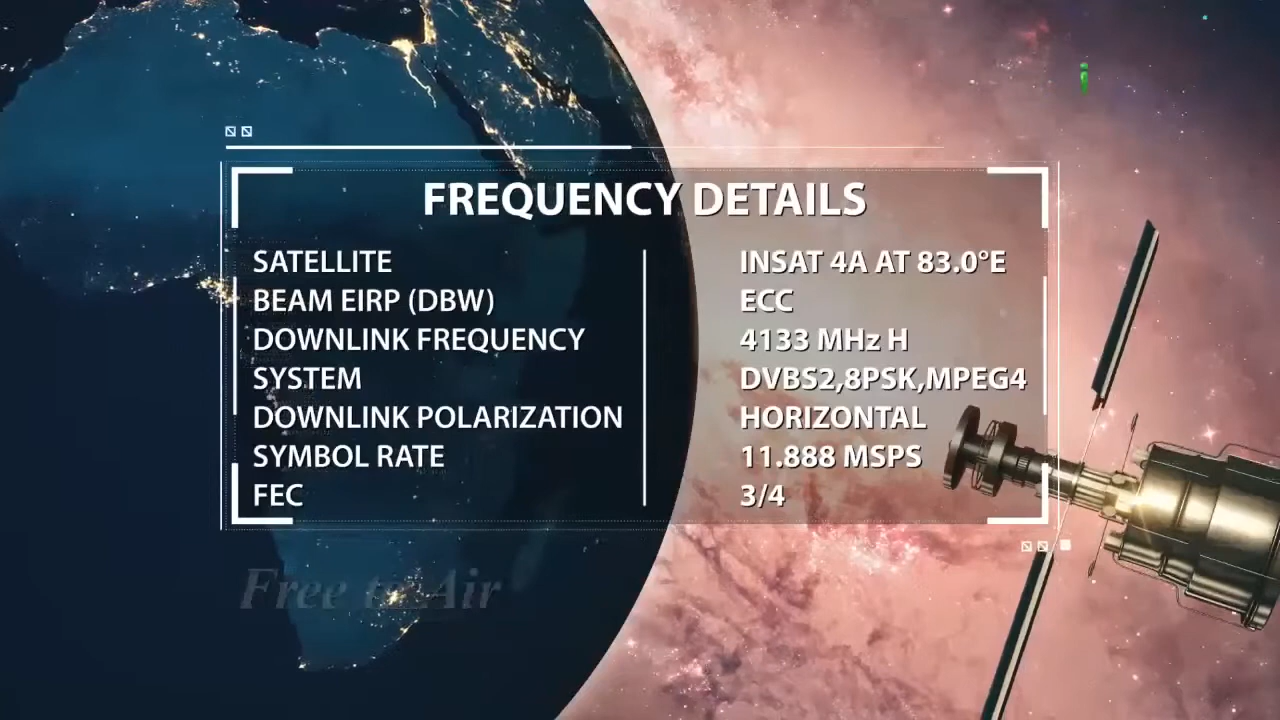 FREQUENCY DETAILS
SATELLITE INSAT 4A AT 83.0°E
BEAM EIRP (DBW) ECC
DOWNLINK FREQUENCY 4133 MHz H
SYSTEM DVBS2,8PSK,MPEG4
DOWNLINK POLARIZATION HORIZONTAL
SYMBOL RATE 11.888 MSPS
FEC 3/4
Free to Air